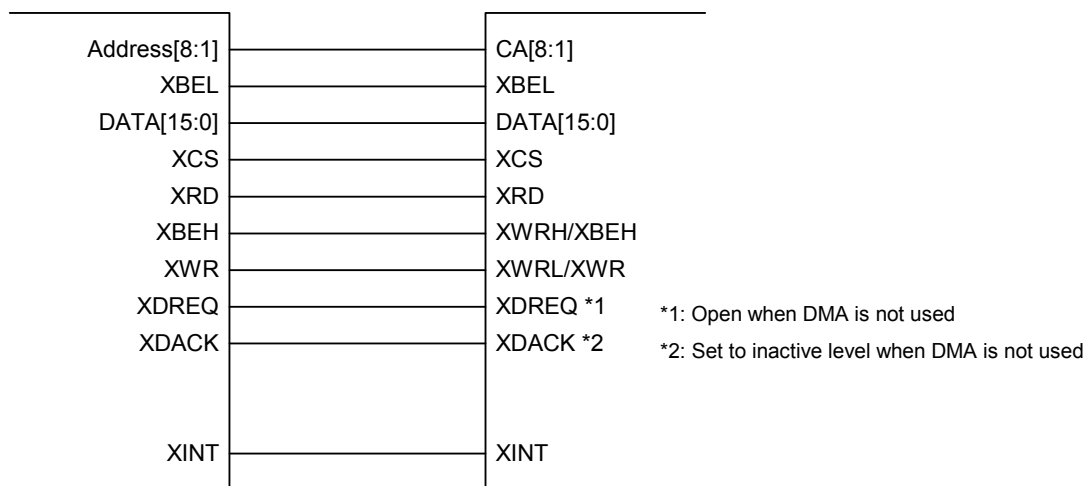 Address[8:1] CA[8:1]
XBEL XBEL
DATA[15:0] DATA[15:0]
XCS XCS
XRD XRD
XBEH XWRH/XBEH
XWR XWRL/XWR
XDREQ XDREQ *1 *1: Open when DMA is not used
XDACK XDACK *2 *2: Set to inactive level when DMA is not used
XINT XINT